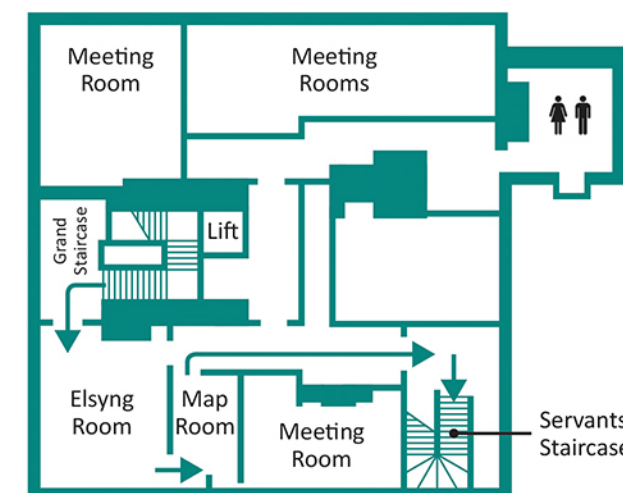 Meeting
Room
Meeting
Rooms
Grand
Staircase
Lift
Elsyng
Room
Map
Room
Meeting
Room
Servants
Staircase